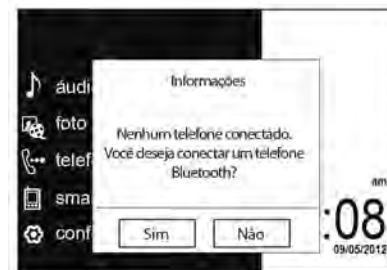 áudi
foto
telef
sma
conf
Informações
Nenhum telefone conectado.
Você deseja conectar um telefone
Bluetooth?
Sim
Não
am
:08
09/05/2012